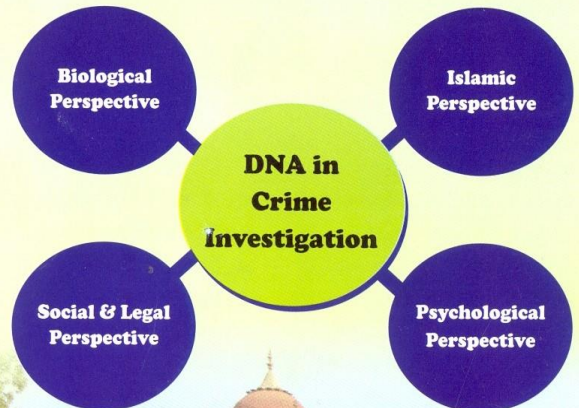 Biological
Perspective
Islamic
Perspective
DNA in
Crime
Investigation
Social & Legal
Perspective
Psychological
Perspective